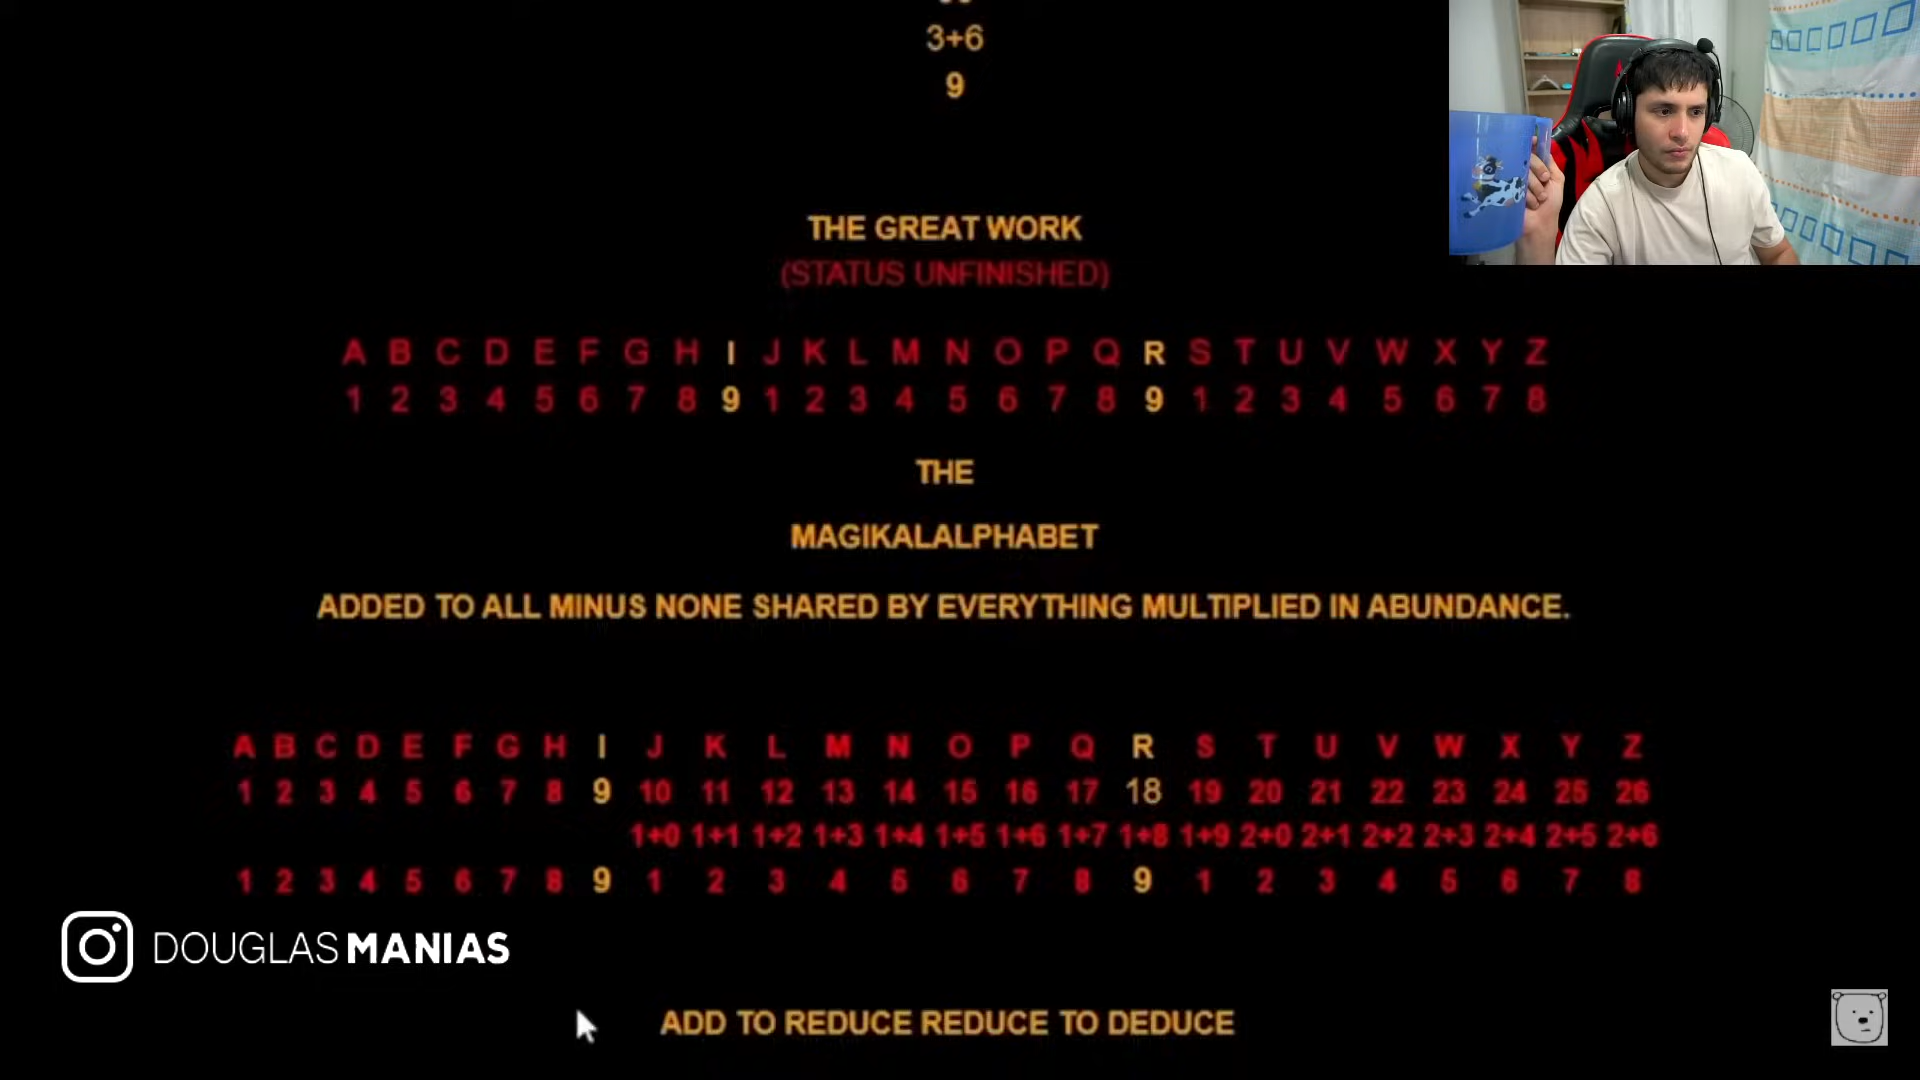 3+6
9
THE GREAT WORK
(STATUS UNFINISHED)
A B C D E F G H I J K L M N O P Q R S T U V W X Y Z
1 2 3 4 5 6 7 8 9 1 2 3 4 5 6 7 8 9 1 2 3 4 5 6 7 8
THE
MAGIKALALPHABET
ADDED TO ALL MINUS NONE SHARED BY EVERYTHING MULTIPLIED IN ABUNDANCE.
A B C D E F G H I J K L M N O P Q R S T U V W X Y Z
1 2 3 4 5 6 7 8 9 10 11 12 13 14 15 16 17 18 19 20 21 22 23 24 25 26
1+0 1+1 1+2 1+3 1+4 1+5 1+6 1+7 1+8 1+9 2+0 2+1 2+2 2+3 2+4 2+5 2+6
1 2 3 4 5 6 7 8 9 1 2 3 4 5 6 7 8 9 1 2 3 4 5 6 7 8
DOUGLASMANIAS
ADD TO REDUCE REDUCE TO DEDUCE